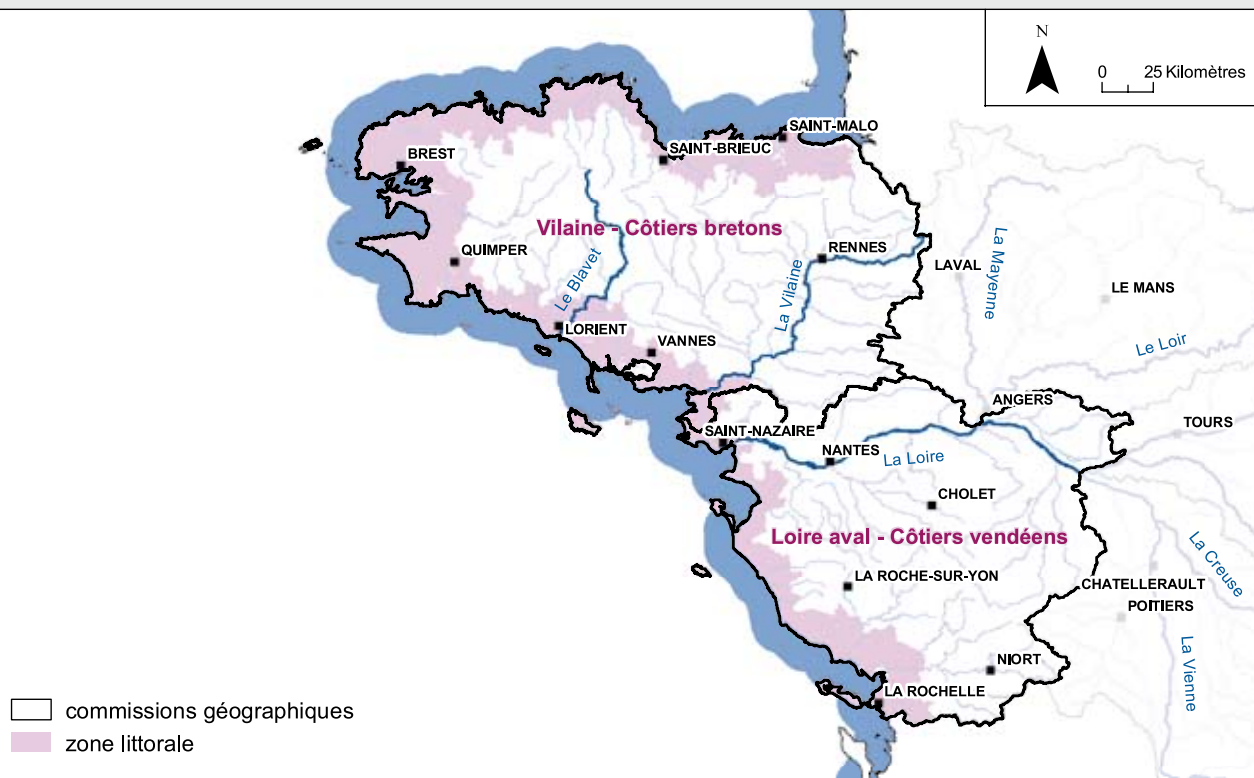 N
0 25 Kilomètres
SAINT-MALO
SAINT-BRIEUC
BREST
Vilaine - Côtiers bretons
QUIMPER
RENNES
La Mayenne
LAVAL
LE MANS
Le Blavet
La Vilaine
LORIENT
VANNES
Le Loir
ANGERS
TOURS
SAINT-NAZAIRE
NANTES
La Loire
CHOLET
Loire aval - Côtiers vendéens
La Creuse
LA ROCHE-SUR-YON
CHATELLERAULT
POITIERS
La Vienne
NIORT
LA ROCHELLE
commissions géographiques
zone littorale